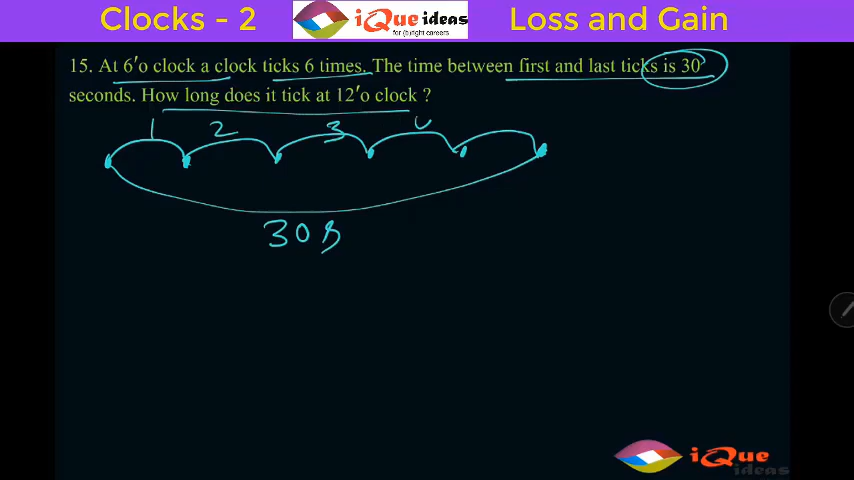 Clocks - 2
iQue ideas
for (b)right careers
Loss and Gain
15. At 6'o clock a clock ticks 6 times. The time between first and last ticks is 30
seconds. How long does it tick at 12'o clock ?
1 2 3
30 s
iQue
ideas